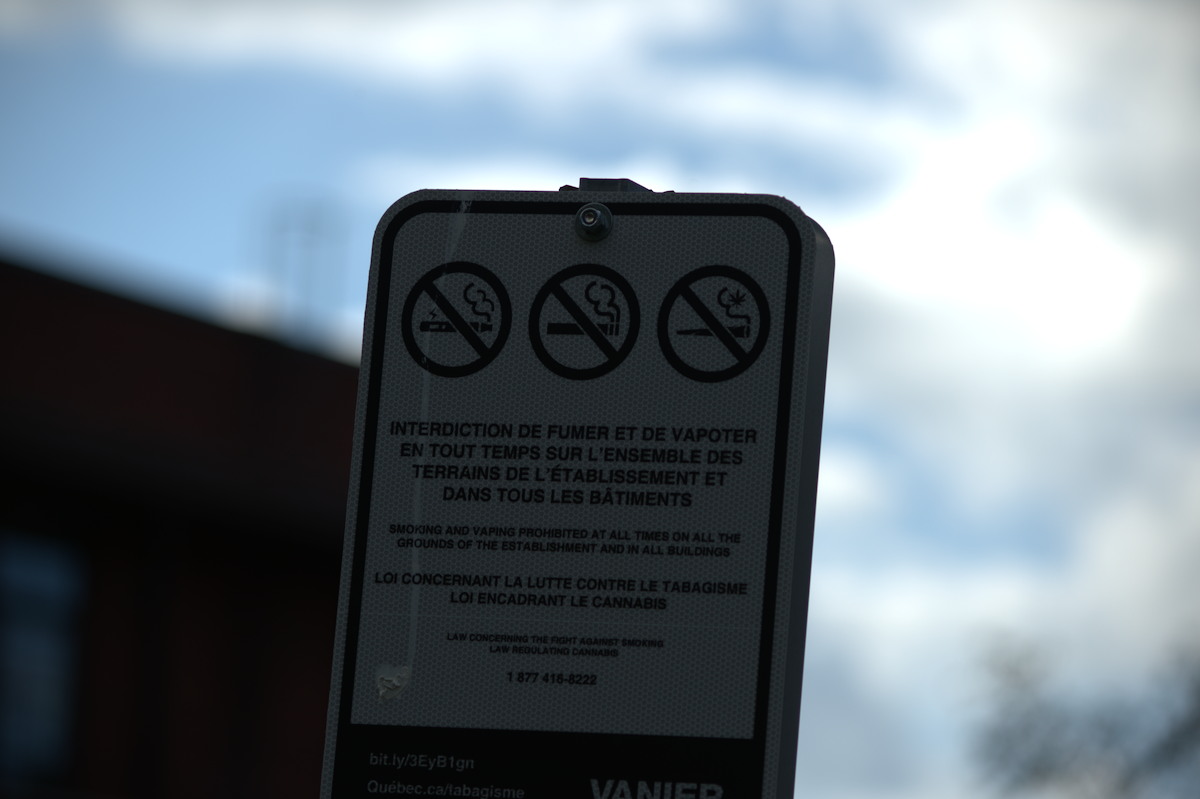 INTERDICTION DE FUMER ET DE VAPOTER
EN TOUT TEMPS SUR L'ENSEMBLE DES
TERRAINS DE L'ÉTABLISSEMENT ET
DANS TOUS LES BÂTIMENTS
SMOKING AND VAPING PROHIBITED AT ALL TIMES ON ALL THE
GROUNDS OF THE ESTABLISHMENT AND IN ALL BUILDINGS
LOI CONCERNANT LA LUTTE CONTRE LE TABAGISME
LOI ENCADRANT LE CANNABIS
LAW CONCERNING THE FIGHT AGAINST SMOKING
LAW REGULATING CANNABIS
1 877 416-8222
bit.ly/3EyB1gn
Québec.ca/tabagisme
VANIER